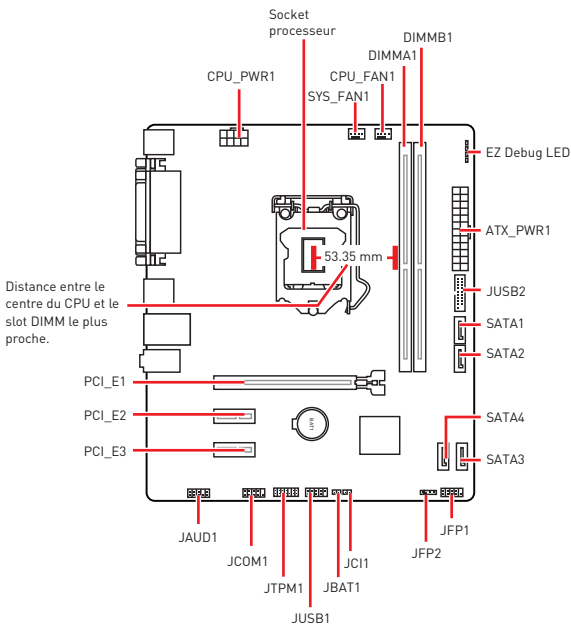 Socket
processeur
DIMMB1
DIMMA1
CPU_PWR1
CPU_FAN1
SYS_FAN1
EZ Debug LED
ATX_PWR1
53.35 mm
Distance entre le
centre du CPU et le
slot DIMM le plus
proche.
JUSB2
SATA1
SATA2
PCI_E1
PCI_E2
BAT1
SATA4
PCI_E3
SATA3
JAUD1
JCOM1
JTPM1
JUSB1
JBAT1
JCI1
JFP2
JFP1